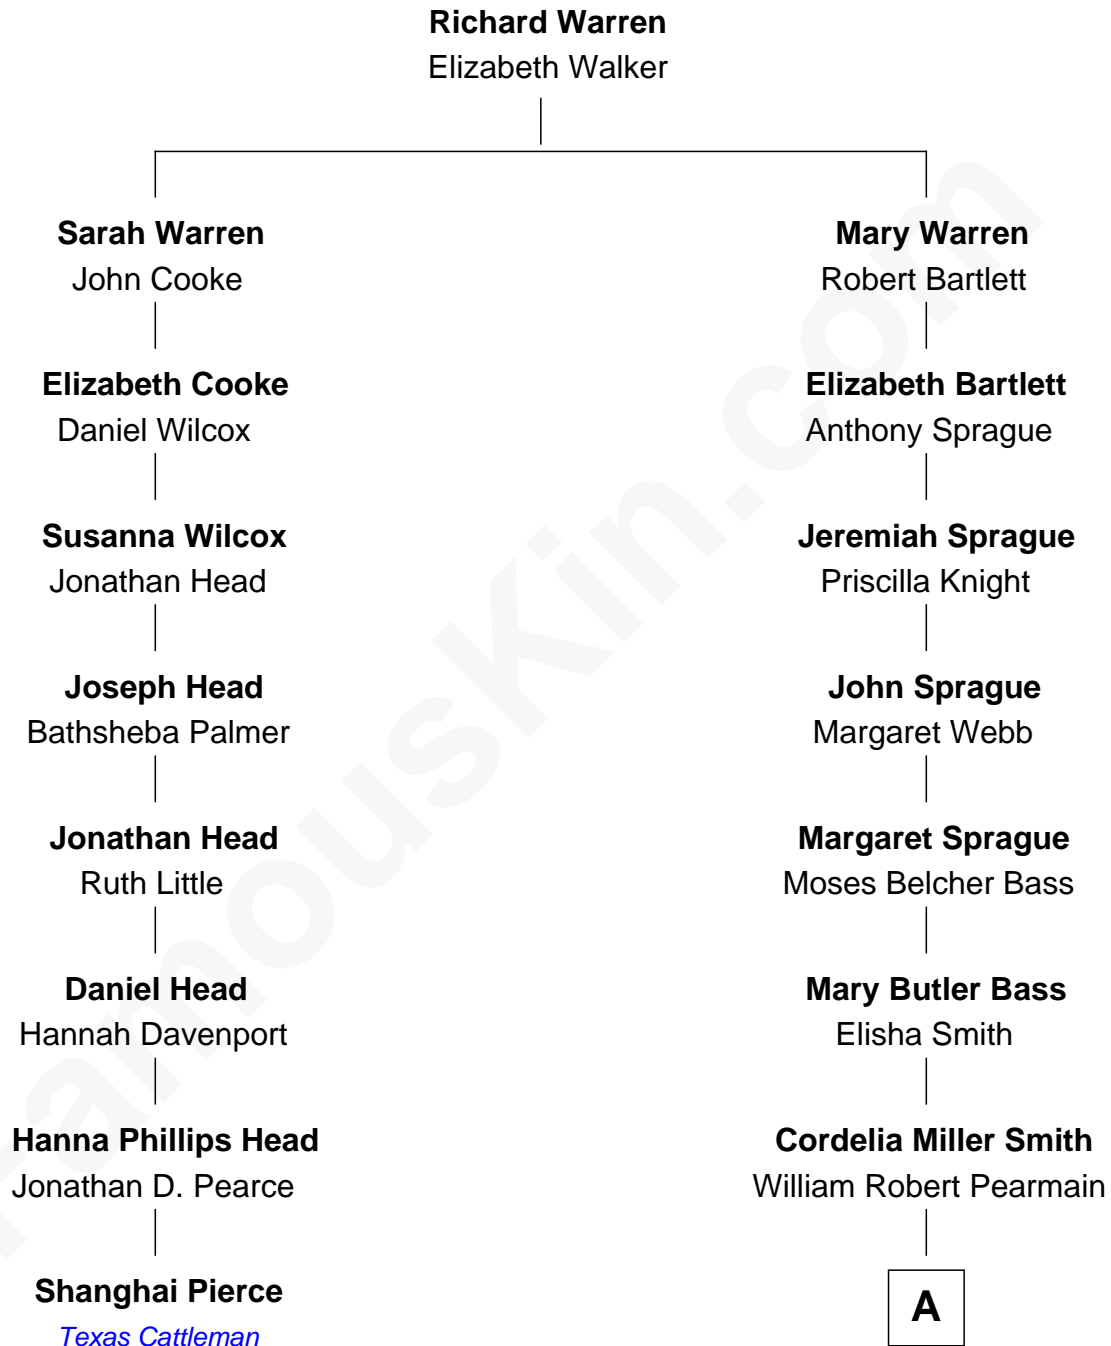 Richard Warren
Elizabeth Walker
Sarah Warren
John Cooke
Mary Warren
Robert Bartlett
Elizabeth Cooke
Daniel Wilcox
Elizabeth Bartlett
Anthony Sprague
Susanna Wilcox
Jonathan Head
Jeremiah Sprague
Priscilla Knight
Joseph Head
Bathsheba Palmer
John Sprague
Margaret Webb
Jonathan Head
Ruth Little
Margaret Sprague
Moses Belcher Bass
Daniel Head
Hannah Davenport
Mary Butler Bass
Elisha Smith
Hanna Phillips Head
Jonathan D. Pearce
Cordelia Miller Smith
William Robert Pearmain
Shanghai Pierce
Texas Cattleman
A
FamousKin.com